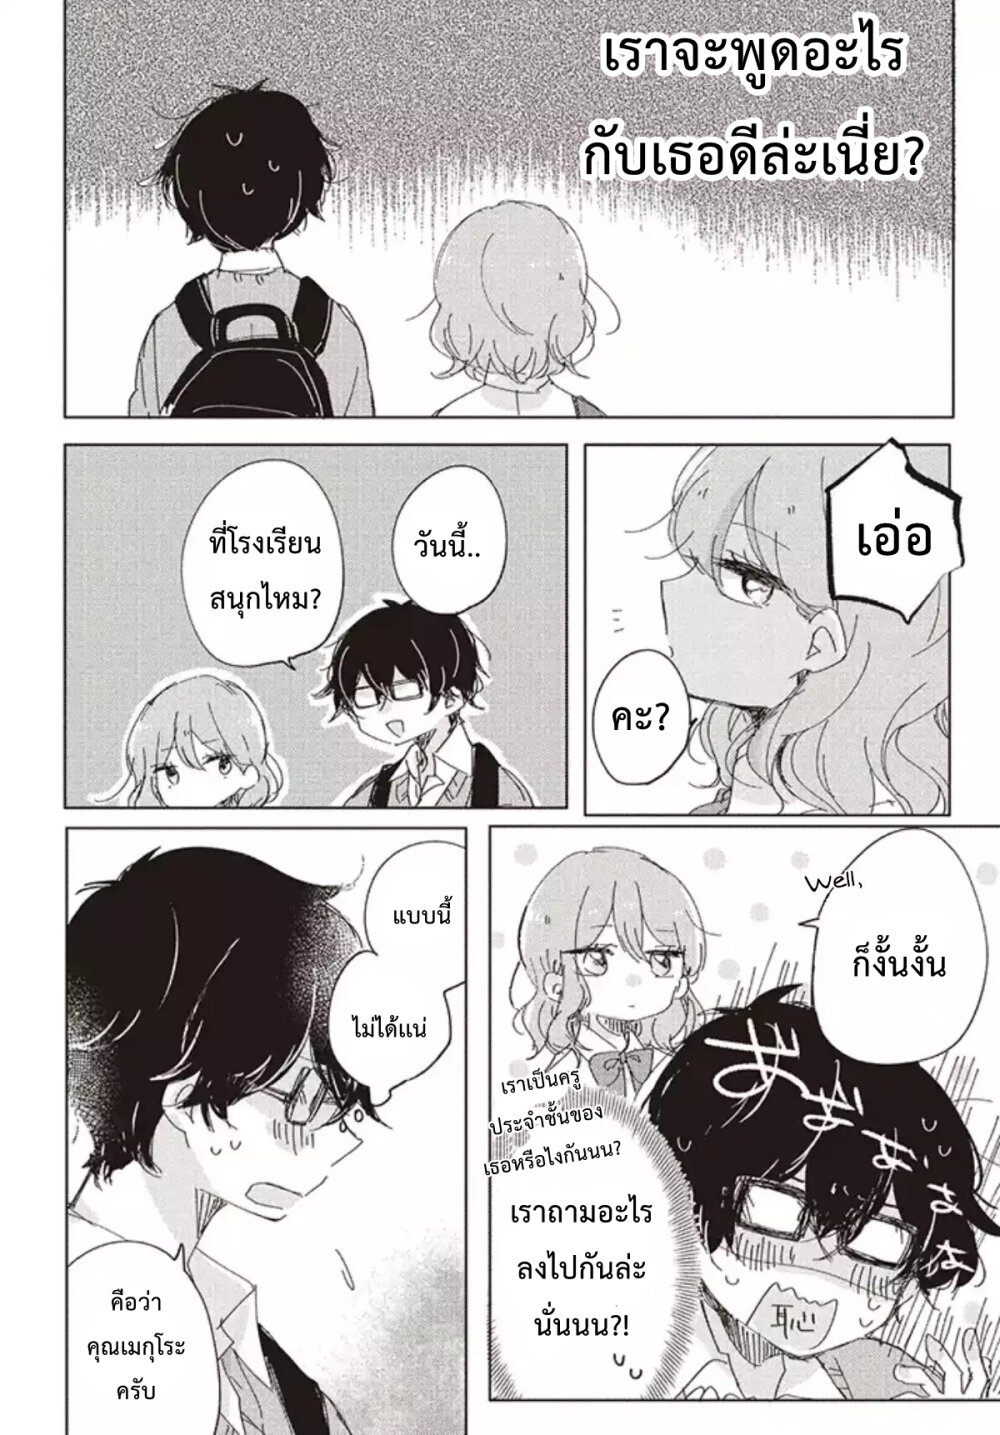 เราจะพูดอะไร
กับเธอดีล่ะเนี่ย?
เอ่อ
คะ?
วันนี้..
ที่โรงเรียน
สนุกไหม?
Well,
ก็งั้นงั้น
あああああ
เราเป็นครู
ประจำชั้นของ
เธอหรือไงกันนน?
เราถามอะไร
ลงไปกันล่ะ
นั่นนน?!
恥
แบบนี้
ไม่ได้แน่
คือว่า
คุณเมกุโระ
ครับ